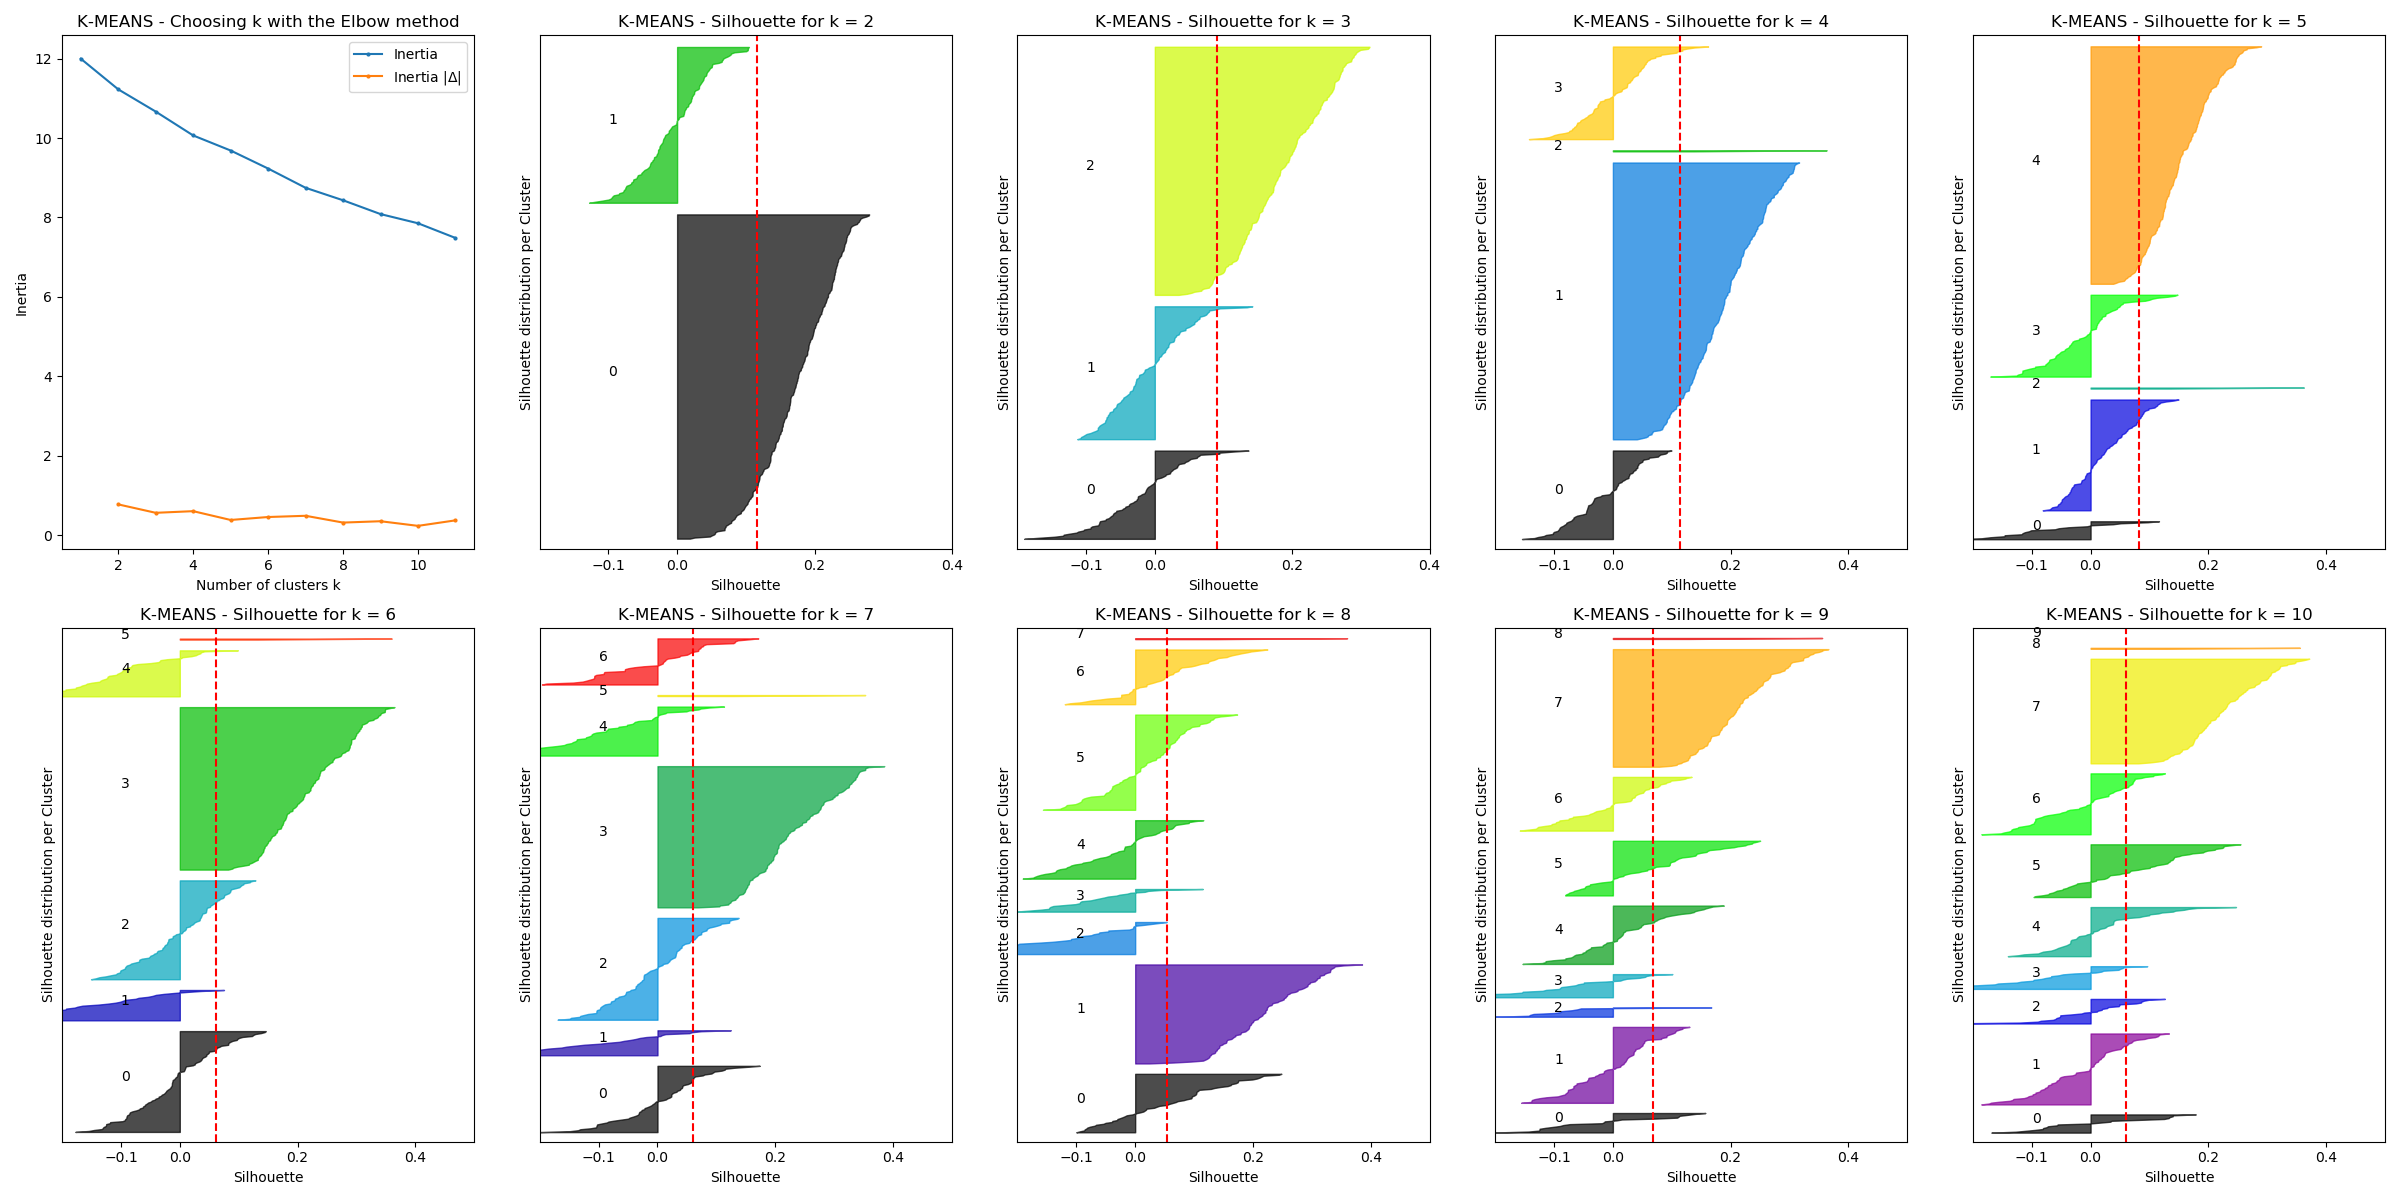 K-MEANS - Choosing k with the Elbow method
Inertia
Inertia |Δ|
12
10
8
6
4
2
0
Inertia
2 4 6 8 10
Number of clusters k
K-MEANS - Silhouette for k = 2
Silhouette distribution per Cluster
1
0
−0.1 0.0 0.2 0.4
Silhouette
K-MEANS - Silhouette for k = 3
Silhouette distribution per Cluster
2
1
0
−0.1 0.0 0.2 0.4
Silhouette
K-MEANS - Silhouette for k = 4
Silhouette distribution per Cluster
3
2
1
0
−0.1 0.0 0.2 0.4
Silhouette
K-MEANS - Silhouette for k = 5
Silhouette distribution per Cluster
4
3
2
1
0
−0.1 0.0 0.2 0.4
Silhouette
K-MEANS - Silhouette for k = 6
Silhouette distribution per Cluster
5
4
3
2
1
0
−0.1 0.0 0.2 0.4
Silhouette
K-MEANS - Silhouette for k = 7
Silhouette distribution per Cluster
6
5
4
3
2
1
0
−0.1 0.0 0.2 0.4
Silhouette
K-MEANS - Silhouette for k = 8
Silhouette distribution per Cluster
7
6
5
4
3
2
1
0
−0.1 0.0 0.2 0.4
Silhouette
K-MEANS - Silhouette for k = 9
Silhouette distribution per Cluster
8
7
6
5
4
3
2
1
0
−0.1 0.0 0.2 0.4
Silhouette
K-MEANS - Silhouette for k = 10
Silhouette distribution per Cluster
9
8
7
6
5
4
3
2
1
0
−0.1 0.0 0.2 0.4
Silhouette